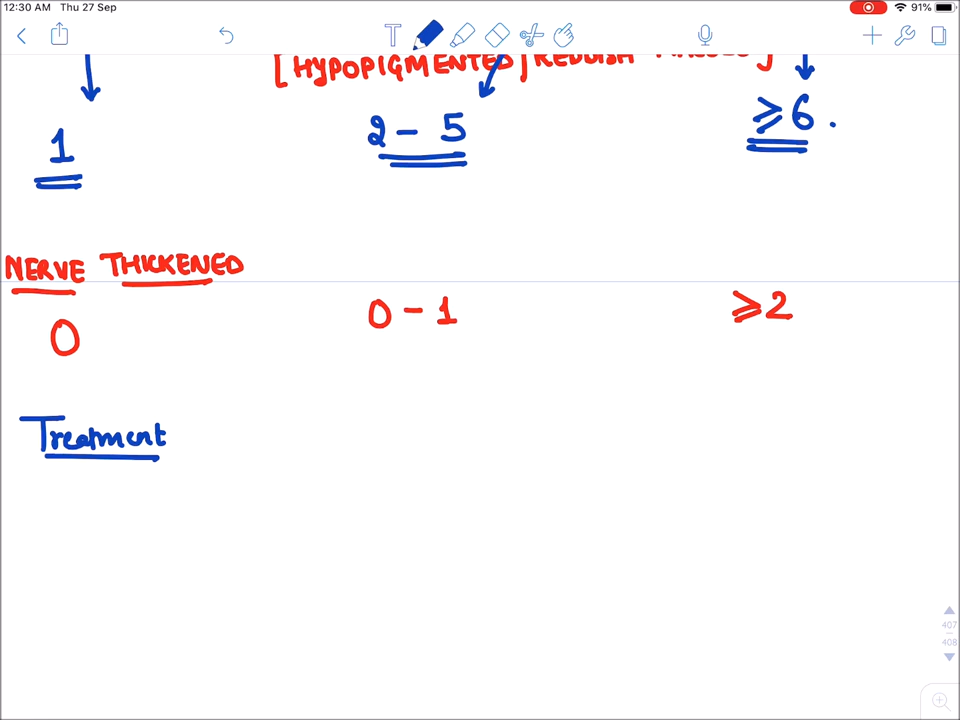 12:30 AM Thu 27 Sep 91%
T
[HYPOPIGMENTED] REDDISH
1 2 - 5 ≥6 .
NERVE THICKENED
0 0 - 1 ≥2
Treatment
407
408